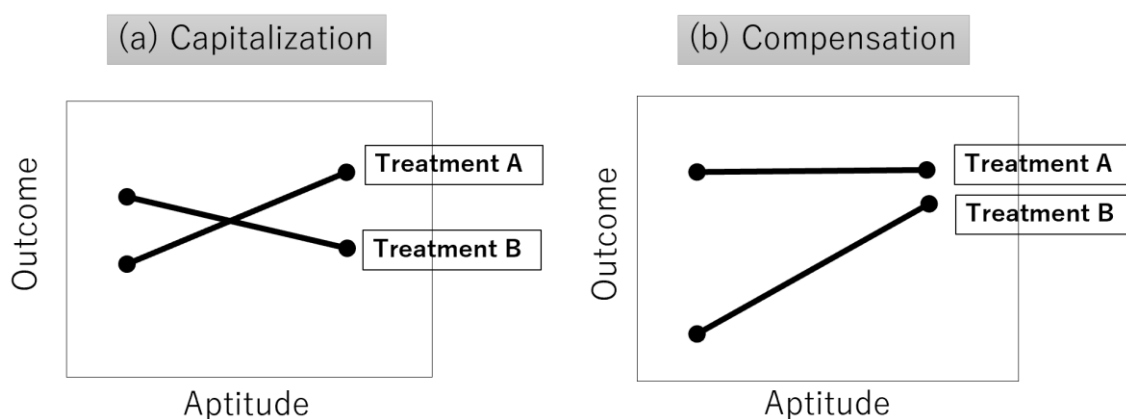 (a) Capitalization
Outcome
Treatment A
Treatment B
Aptitude
(b) Compensation
Outcome
Treatment A
Treatment B
Aptitude